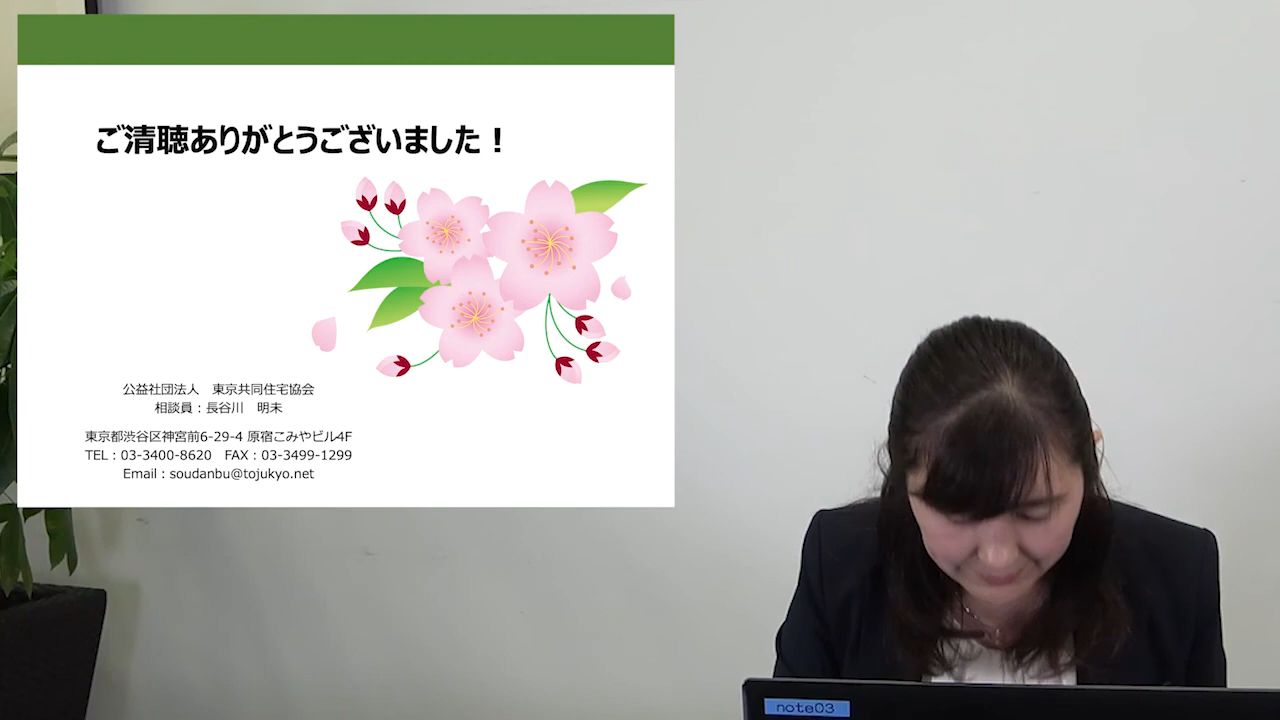 ご清聴ありがとうございました！
公益社団法人　東京共同住宅協会
相談員：長谷川　明未
東京都渋谷区神宮前6-29-4 原宿こみやビル4F
TEL：03-3400-8620　FAX：03-3499-1299
Email：soudanbu@tojukyo.net
note03